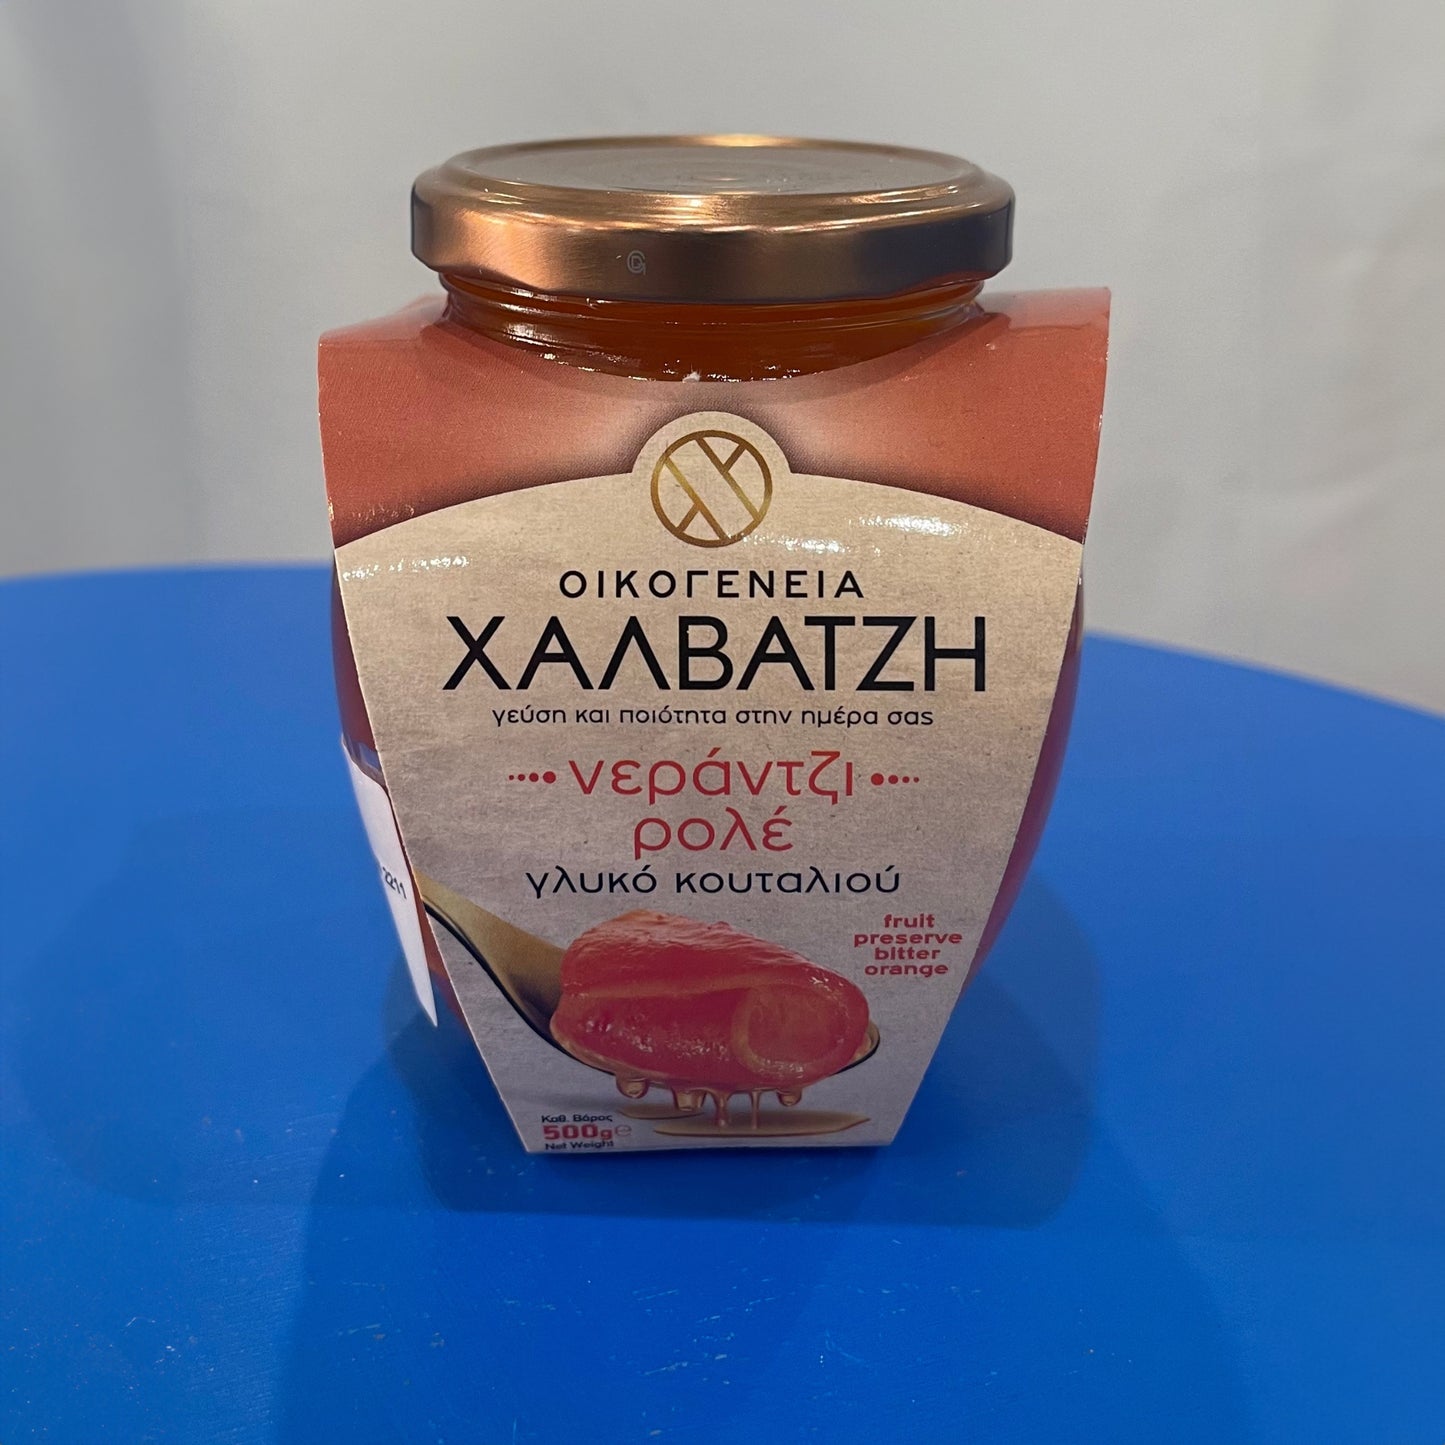 ΟΙΚΟΓΕΝΕΙΑ
ΧΑΛΒΑΤΖΗ
γεύση και ποιότητα στην ημέρα σας
νεράντζι
ρολέ
γλυκό κουταλιού
fruit
preserve
bitter
orange
Καθ. Βάρος
500g℮
Net Weight
2211